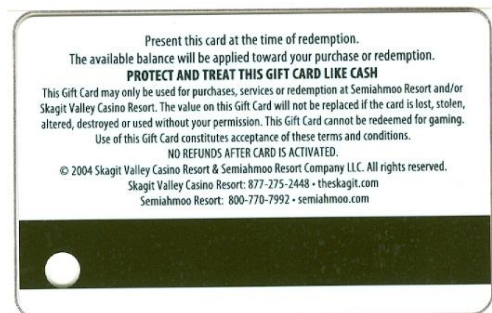 Present this card at the time of redemption.
The available balance will be applied toward your purchase or redemption.
PROTECT AND TREAT THIS GIFT CARD LIKE CASH
This Gift Card may only be used for purchases, services or redemption at Semiahmoo Resort and/or
Skagit Valley Casino Resort. The value on this Gift Card will not be replaced if the card is lost, stolen,
altered, destroyed or used without your permission. This Gift Card cannot be redeemed for gaming.
Use of this Gift Card constitutes acceptance of these terms and conditions.
NO REFUNDS AFTER CARD IS ACTIVATED.
© 2004 Skagit Valley Casino Resort & Semiahmoo Resort Company LLC. All rights reserved.
Skagit Valley Casino Resort: 877-275-2448 • theskagit.com
Semiahmoo Resort: 800-770-7992 • semiahmoo.com